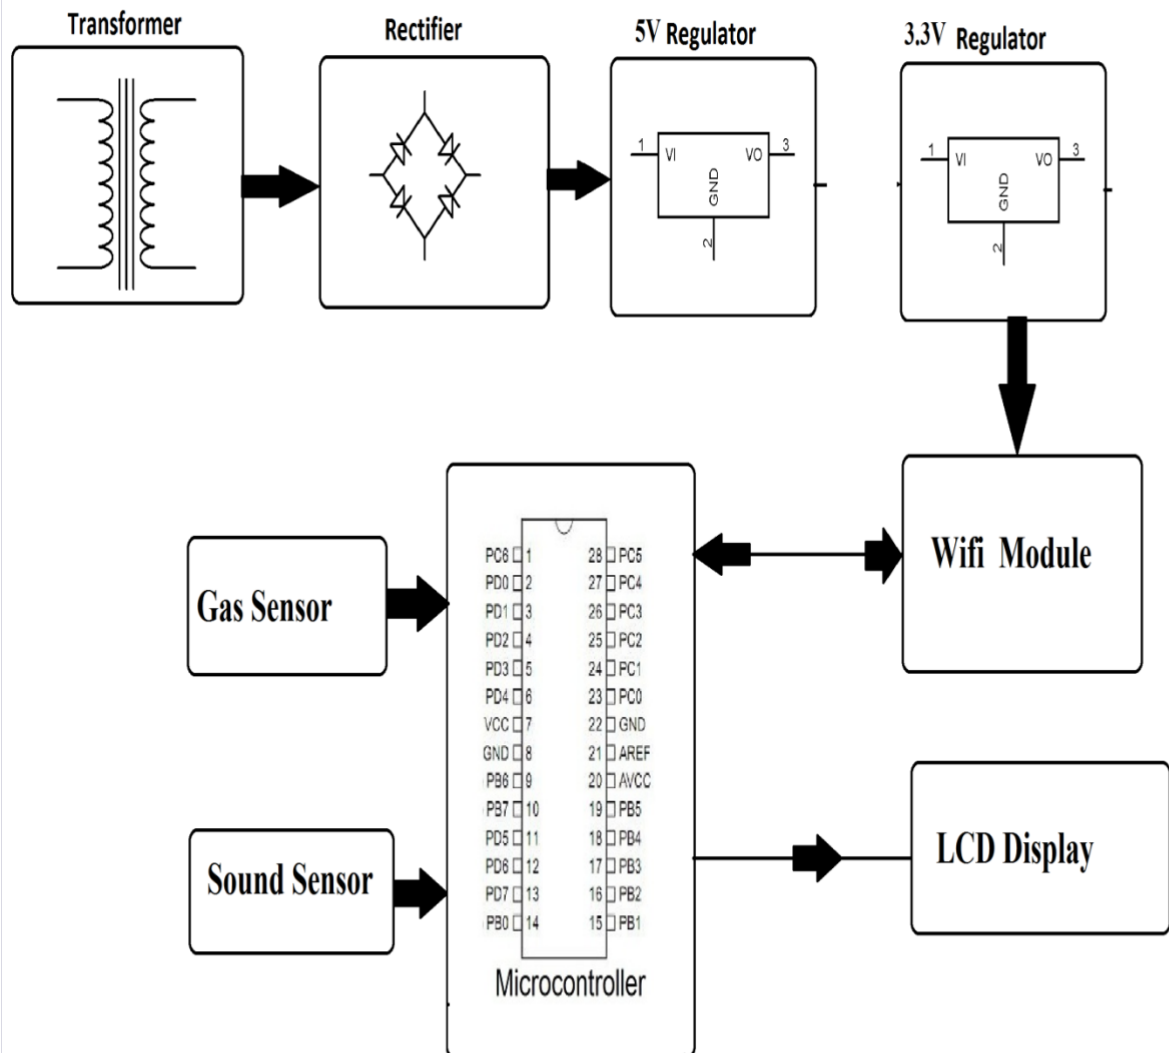 Transformer
Rectifier
5V Regulator
3.3V Regulator
1 VI VO 3
GND
2
1 VI VO 3
GND
2
Wifi Module
Gas Sensor
PC6 1 28 PC5
PD0 2 27 PC4
PD1 3 26 PC3
PD2 4 25 PC2
PD3 5 24 PC1
PD4 6 23 PC0
VCC 7 22 GND
GND 8 21 AREF
PB6 9 20 AVCC
PB7 10 19 PB5
PD5 11 18 PB4
PD6 12 17 PB3
PD7 13 16 PB2
PB0 14 15 PB1
Microcontroller
Sound Sensor
LCD Display